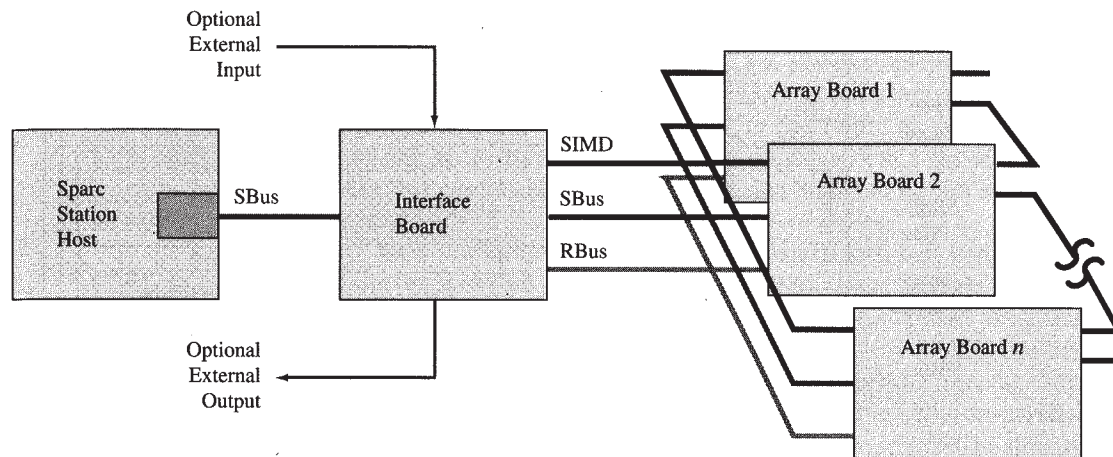 Optional
External
Input
Sparc
Station
Host
SBus
Interface
Board
SIMD
SBus
RBus
Array Board 1
Array Board 2
Array Board n
Optional
External
Output